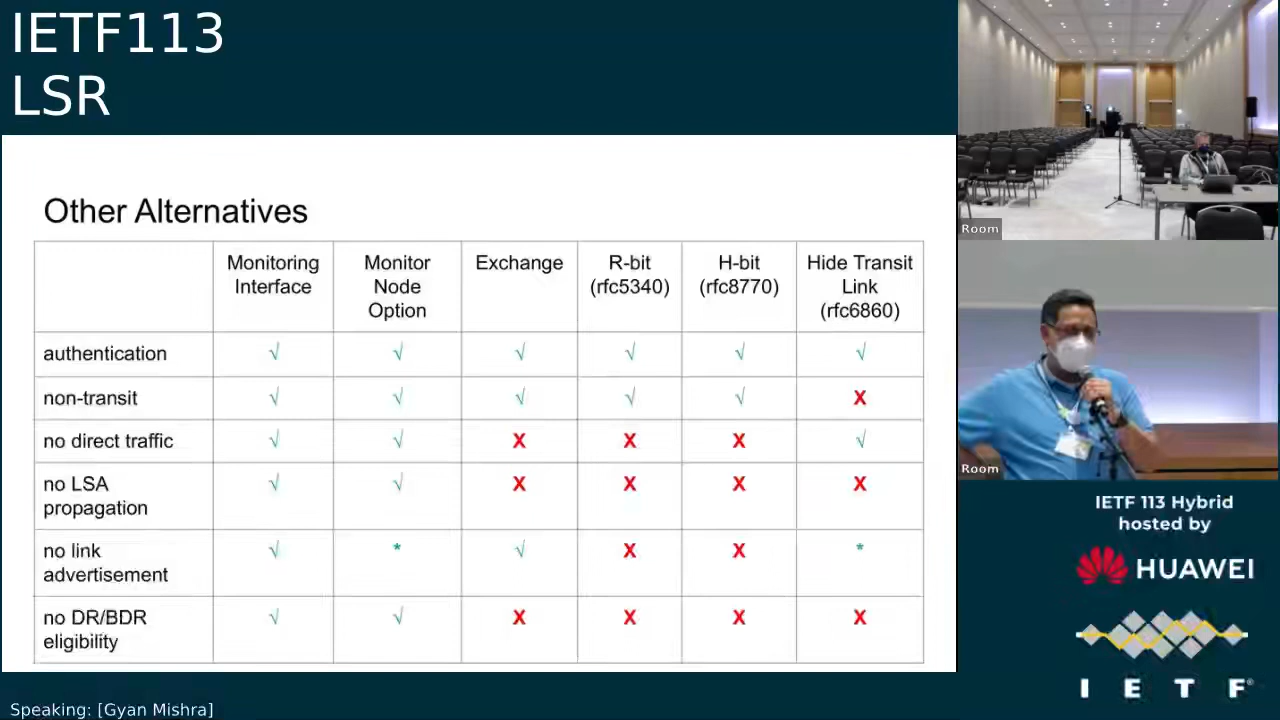 IETF113
LSR
Other Alternatives
Monitoring Interface | Monitor Node Option | Exchange | R-bit (rfc5340) | H-bit (rfc8770) | Hide Transit Link (rfc6860)
authentication √ √ √ √ √ √
non-transit √ √ √ √ √ X
no direct traffic √ √ X X X √
no LSA propagation √ √ X X X X
no link advertisement √ * √ X X *
no DR/BDR eligibility √ √ X X X X
Room
Room
IETF 113 Hybrid
hosted by
HUAWEI
I E T F®
Speaking: [Gyan Mishra]